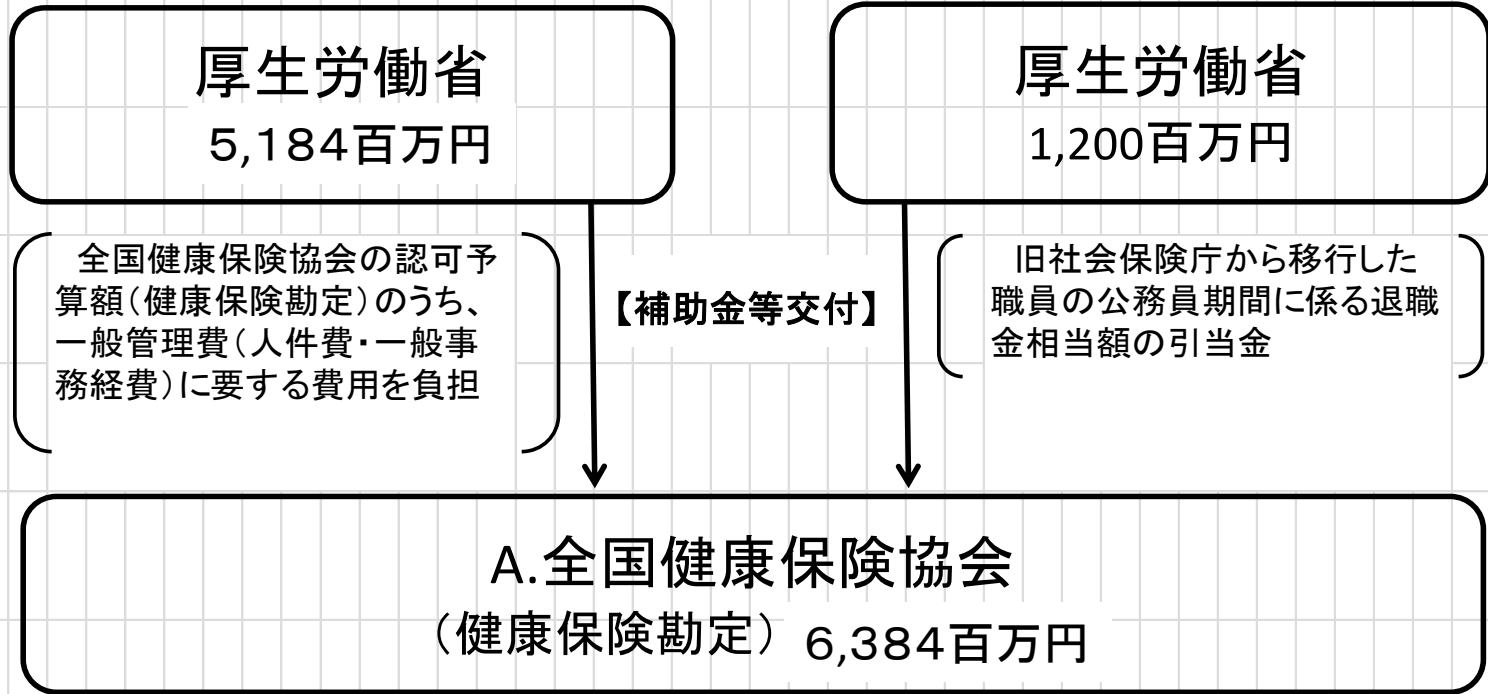 厚生労働省
5,184百万円
厚生労働省
1,200百万円
全国健康保険協会の認可予
算額(健康保険勘定)のうち、
一般管理費(人件費・一般事
務経費)に要する費用を負担
【補助金等交付】
旧社会保険庁から移行した
職員の公務員期間に係る退職
金相当額の引当金
A.全国健康保険協会
(健康保険勘定) 6,384百万円